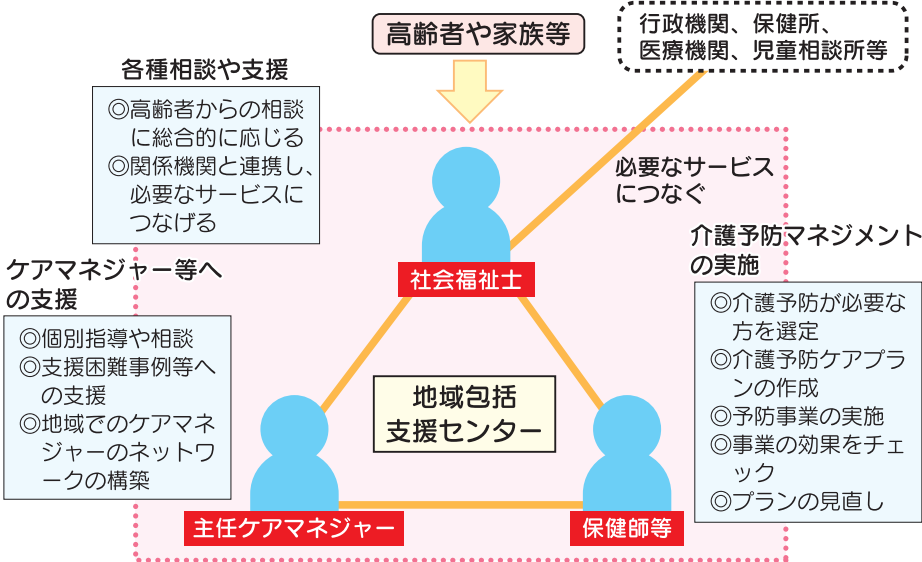 高齢者や家族等
行政機関、保健所、
医療機関、児童相談所等
各種相談や支援
◎高齢者からの相談
に総合的に応じる
◎関係機関と連携し、
必要なサービスに
つなげる
必要なサービス
につなぐ
社会福祉士
ケアマネジャー等へ
の支援
◎個別指導や相談
◎支援困難事例等へ
の支援
◎地域でのケアマネ
ジャーのネットワ
ークの構築
介護予防マネジメント
の実施
◎介護予防が必要な
方を選定
◎介護予防ケアプラ
ンの作成
◎予防事業の実施
◎事業の効果をチェ
ック
◎プランの見直し
地域包括
支援センター
主任ケアマネジャー
保健師等